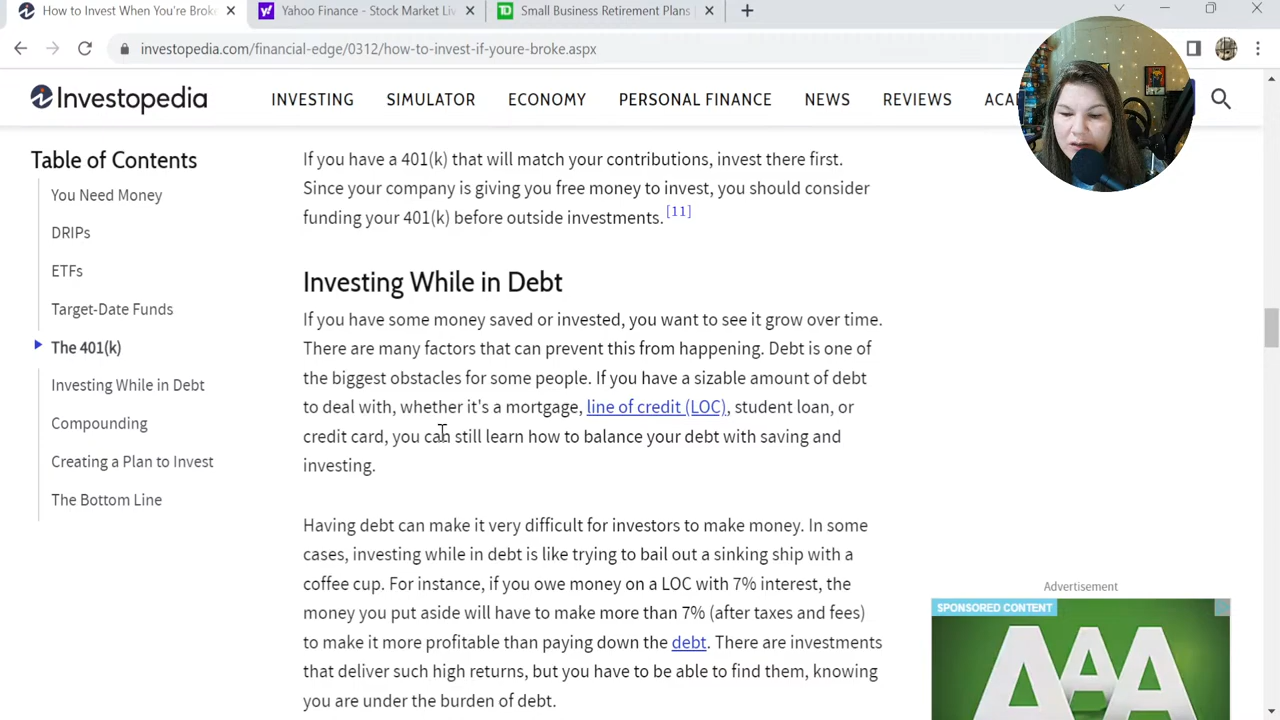 How to Invest When You're Broke
Yahoo Finance - Stock Market Liv
Small Business Retirement Plans
investopedia.com/financial-edge/0312/how-to-invest-if-youre-broke.aspx
Investopedia
INVESTING SIMULATOR ECONOMY PERSONAL FINANCE NEWS REVIEWS ACA
Table of Contents
You Need Money
DRIPs
ETFs
Target-Date Funds
The 401(k)
Investing While in Debt
Compounding
Creating a Plan to Invest
The Bottom Line
If you have a 401(k) that will match your contributions, invest there first.
Since your company is giving you free money to invest, you should consider
funding your 401(k) before outside investments. [11]
Investing While in Debt
If you have some money saved or invested, you want to see it grow over time.
There are many factors that can prevent this from happening. Debt is one of
the biggest obstacles for some people. If you have a sizable amount of debt
to deal with, whether it's a mortgage, line of credit (LOC), student loan, or
credit card, you can still learn how to balance your debt with saving and
investing.
Having debt can make it very difficult for investors to make money. In some
cases, investing while in debt is like trying to bail out a sinking ship with a
coffee cup. For instance, if you owe money on a LOC with 7% interest, the
money you put aside will have to make more than 7% (after taxes and fees)
to make it more profitable than paying down the debt. There are investments
that deliver such high returns, but you have to be able to find them, knowing
you are under the burden of debt.
Advertisement
SPONSORED CONTENT
AAA